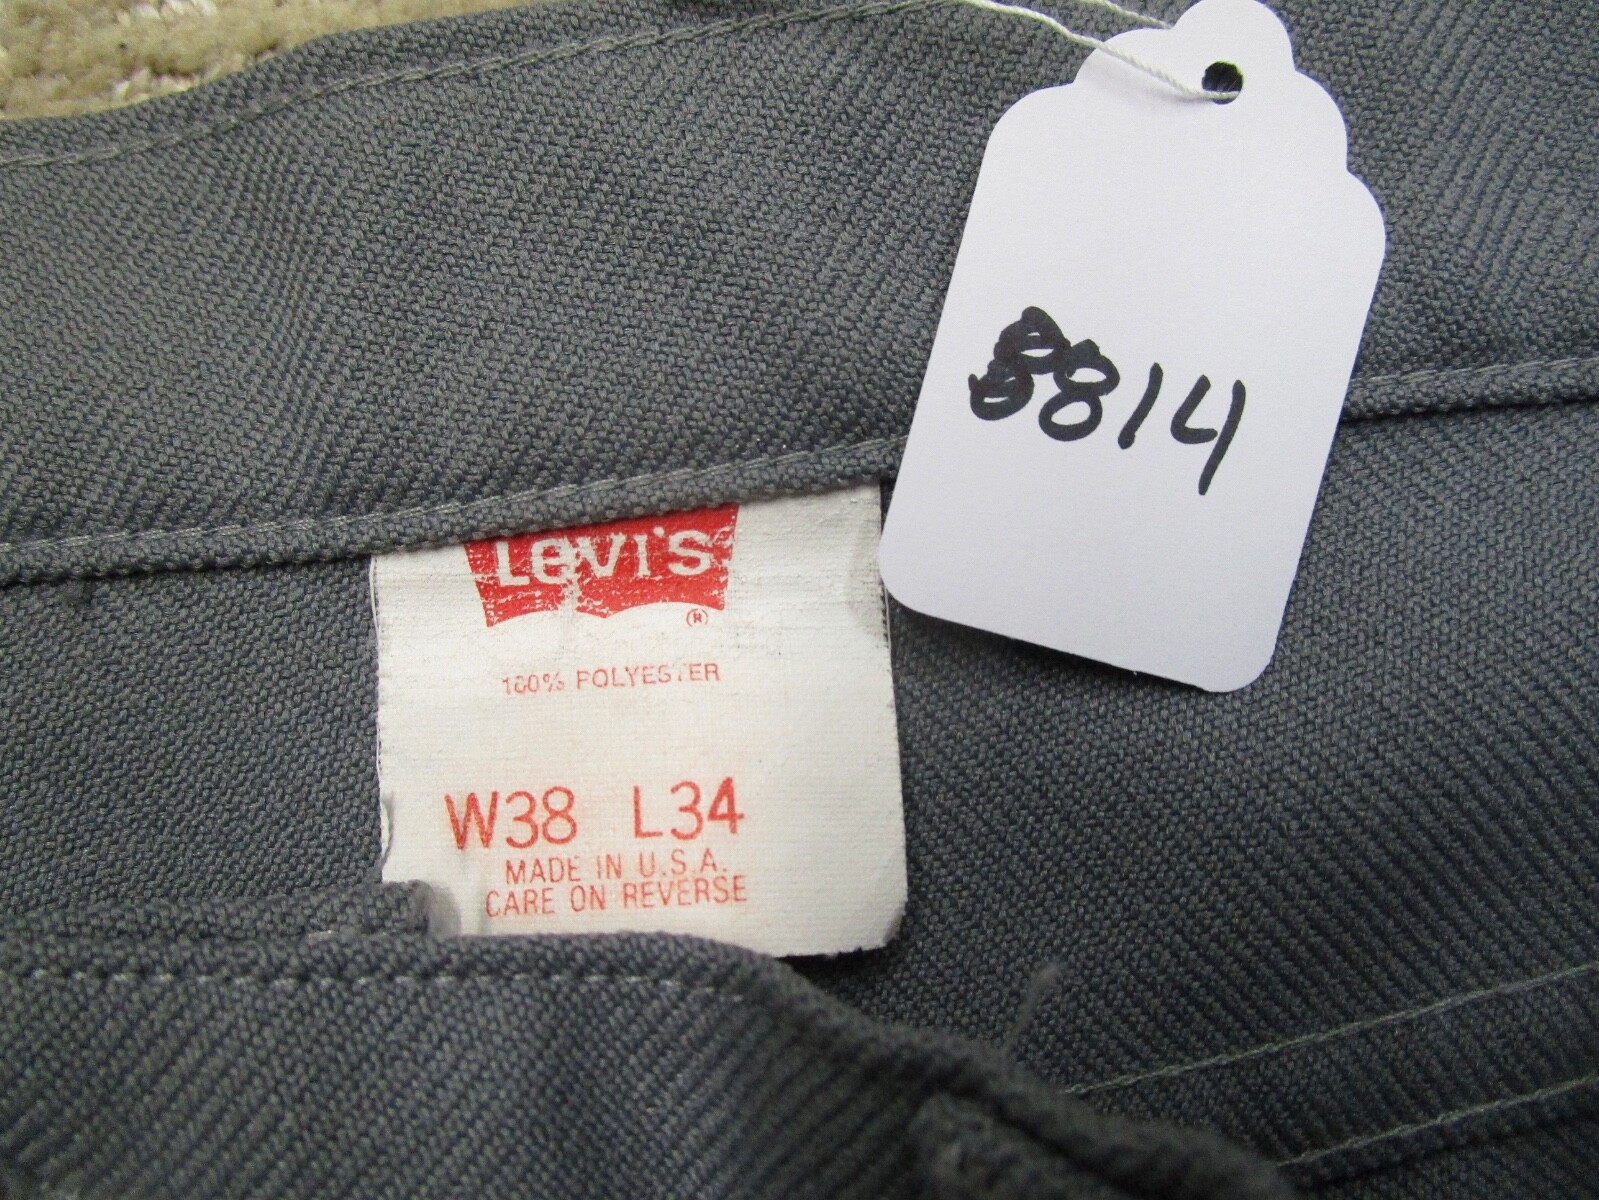 8814
LEVI'S
®
100% POLYESTER
W38 L34
MADE IN U.S.A.
CARE ON REVERSE